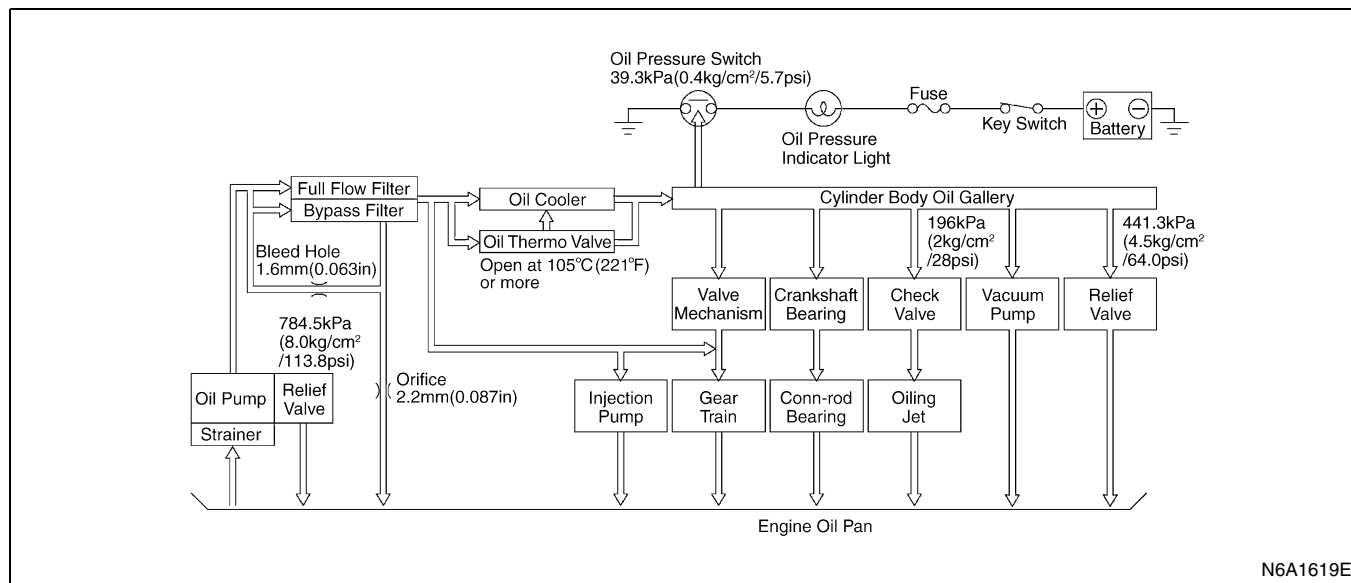 Oil Pressure Switch
39.3kPa(0.4kg/cm²/5.7psi)
Fuse
Key Switch
Battery
Oil Pressure
Indicator Light
Full Flow Filter
Bypass Filter
Oil Cooler
Oil Thermo Valve
Open at 105°C(221°F)
or more
Cylinder Body Oil Gallery
Bleed Hole
1.6mm(0.063in)
196kPa
(2kg/cm²
/28psi)
441.3kPa
(4.5kg/cm²
/64.0psi)
Valve
Mechanism
Crankshaft
Bearing
Check
Valve
Vacuum
Pump
Relief
Valve
784.5kPa
(8.0kg/cm²
/113.8psi)
Oil Pump
Relief
Valve
Strainer
Orifice
2.2mm(0.087in)
Injection
Pump
Gear
Train
Conn-rod
Bearing
Oiling
Jet
Engine Oil Pan
N6A1619E